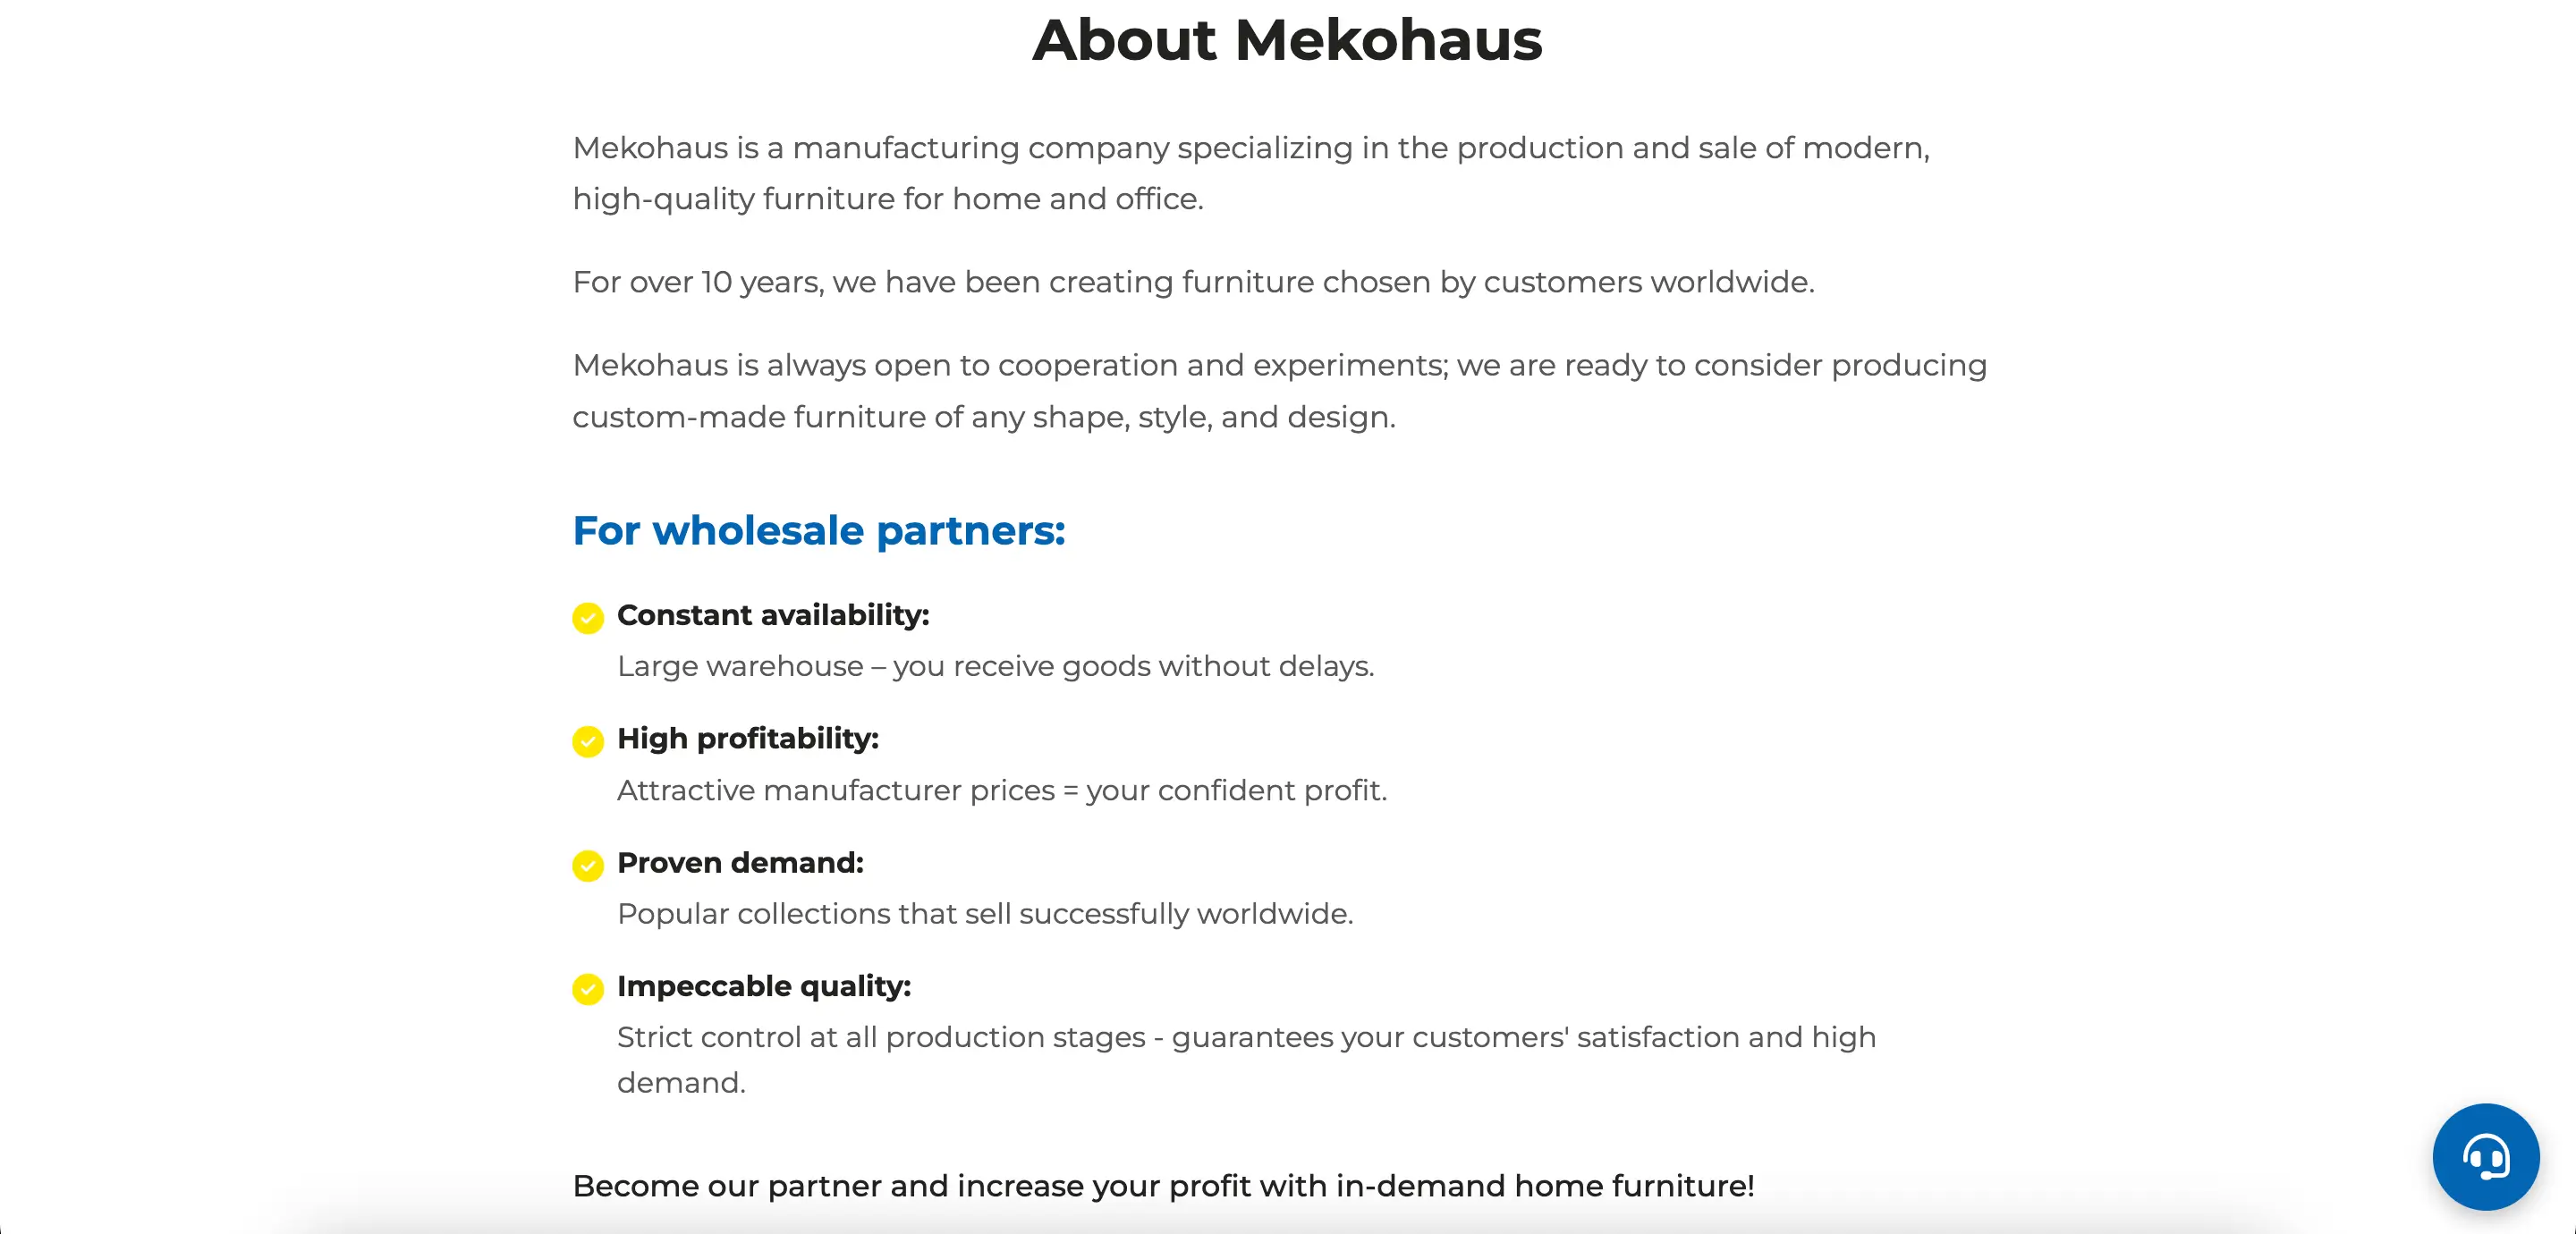 About Mekohaus
Mekohaus is a manufacturing company specializing in the production and sale of modern,
high-quality furniture for home and office.
For over 10 years, we have been creating furniture chosen by customers worldwide.
Mekohaus is always open to cooperation and experiments; we are ready to consider producing
custom-made furniture of any shape, style, and design.
For wholesale partners:
Constant availability:
Large warehouse – you receive goods without delays.
High profitability:
Attractive manufacturer prices = your confident profit.
Proven demand:
Popular collections that sell successfully worldwide.
Impeccable quality:
Strict control at all production stages - guarantees your customers' satisfaction and high
demand.
Become our partner and increase your profit with in-demand home furniture!